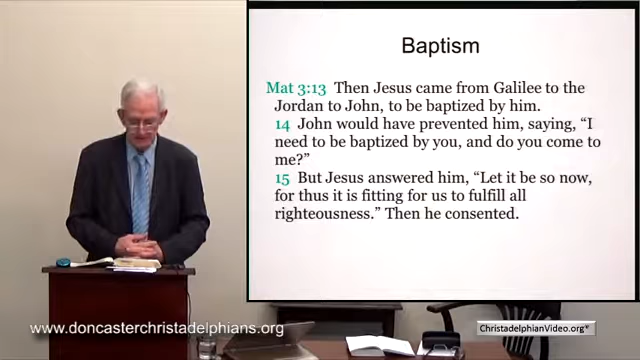 Baptism
Mat 3:13 Then Jesus came from Galilee to the
Jordan to John, to be baptized by him.
14 John would have prevented him, saying, “I
need to be baptized by you, and do you come to
me?”
15 But Jesus answered him, “Let it be so now,
for thus it is fitting for us to fulfill all
righteousness.” Then he consented.
www.doncasterchristadelphians.org
ChristadelphianVideo.org*